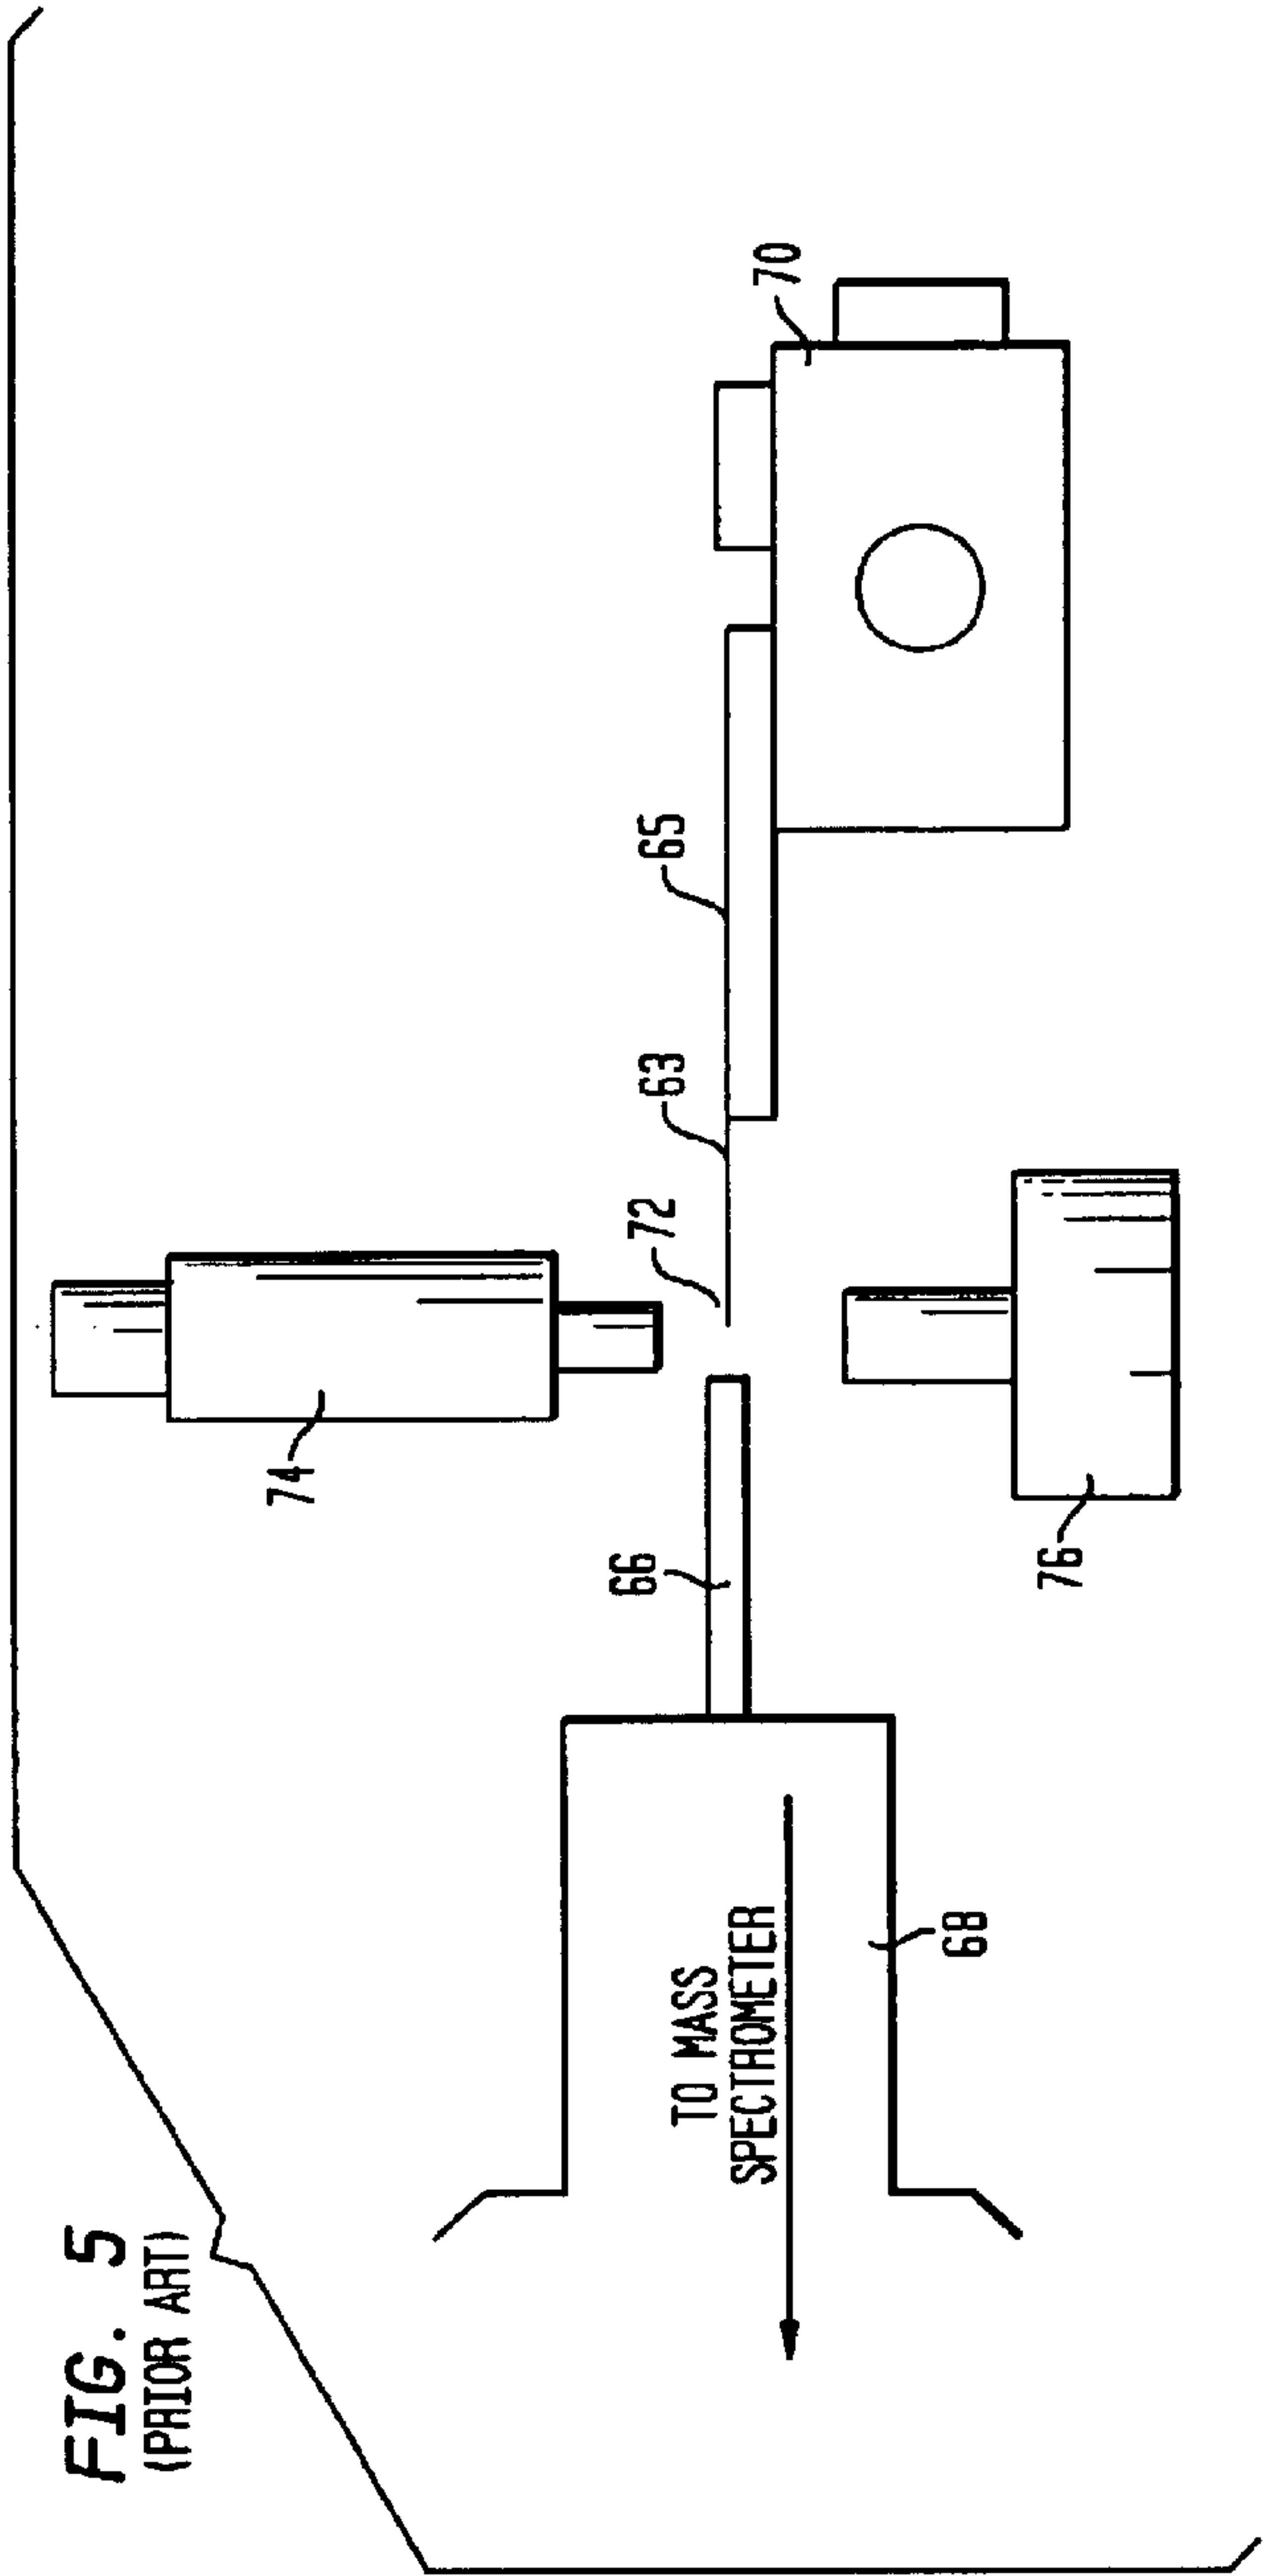 FIG. 5
(PRIOR ART)
74
72
63
65
70
66
TO MASS
SPECTROMETER
68
76